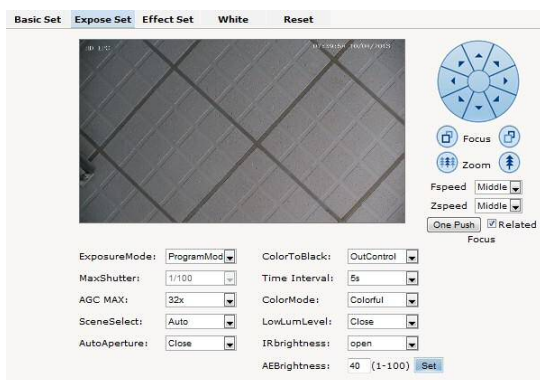 Basic Set Expose Set Effect Set White Reset
Focus
Zoom
Fspeed Middle
Zspeed Middle
One Push Related
Focus
ExposureMode: ProgramMod ColorToBlack: OutControl
MaxShutter: 1/100 Time Interval: 5s
AGC MAX: 32x ColorMode: Colorful
SceneSelect: Auto LowLumLevel: Close
AutoAperture: Close IRbrightness: open
AEBrightness: 40 (1-100) Set